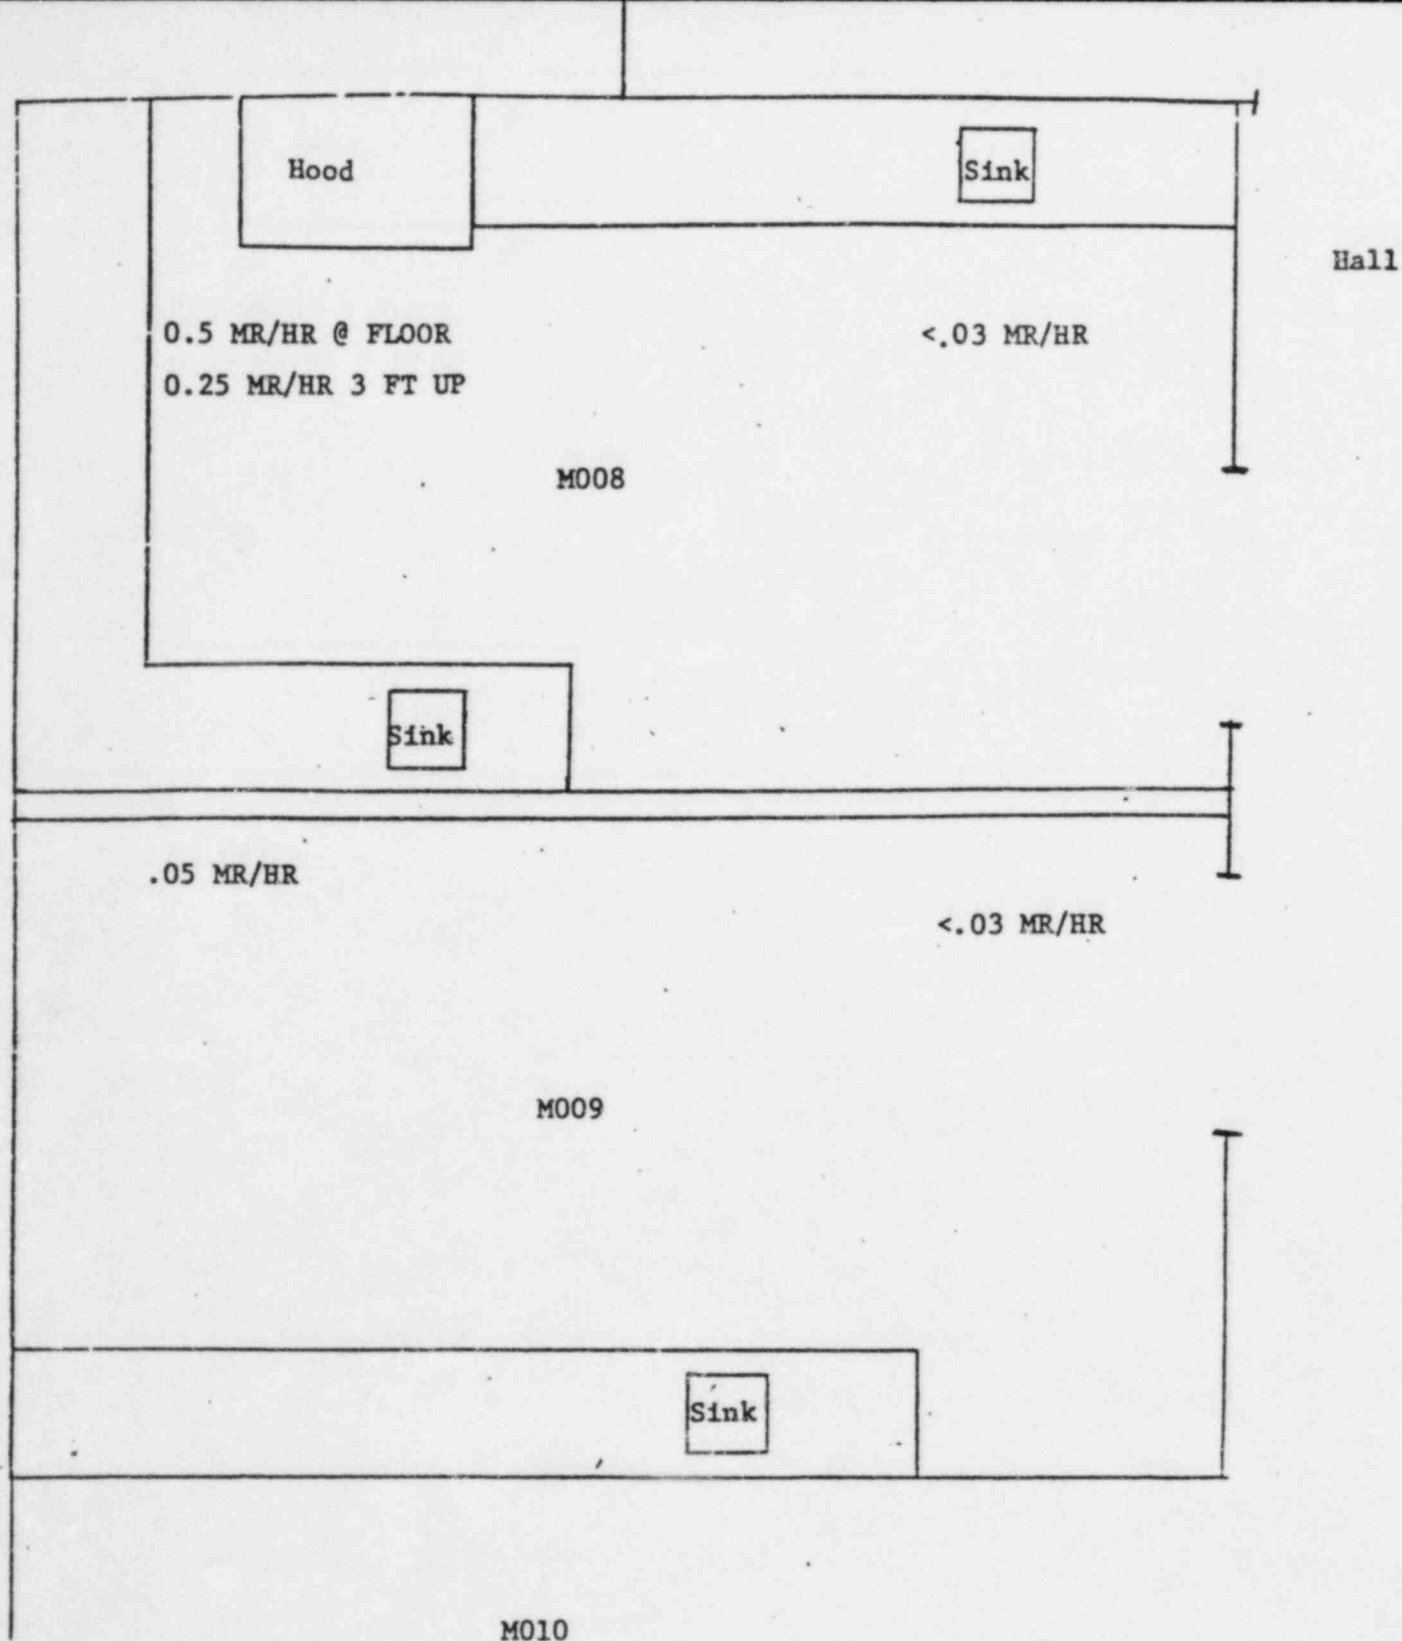 Hood
Sink
Hall
0.5 MR/HR @ FLOOR
<.03 MR/HR
0.25 MR/HR 3 FT UP
M008
Sink
.05 MR/HR
<.03 MR/HR
M009
Sink
M010